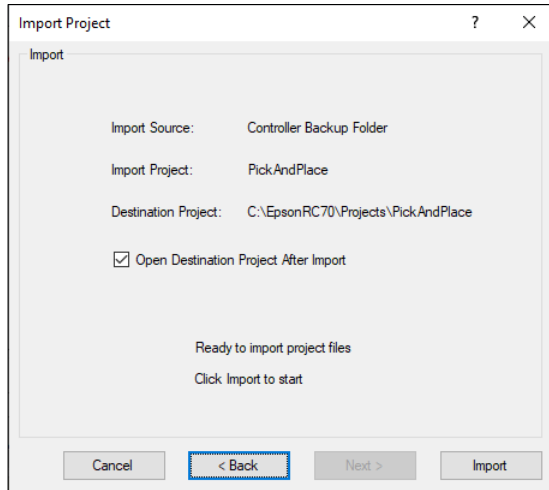 Import Project
?
Import
Import Source: Controller Backup Folder
Import Project: PickAndPlace
Destination Project: C:\EpsonRC70\Projects\PickAndPlace
Open Destination Project After Import
Ready to import project files
Click Import to start
Cancel < Back Next > Import